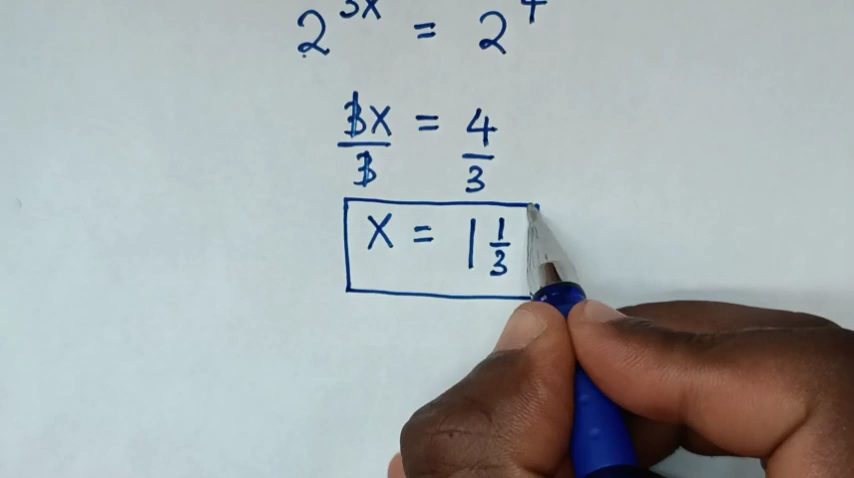 2^3x = 2^4
3x/3 = 4/3
x = 1 1/3